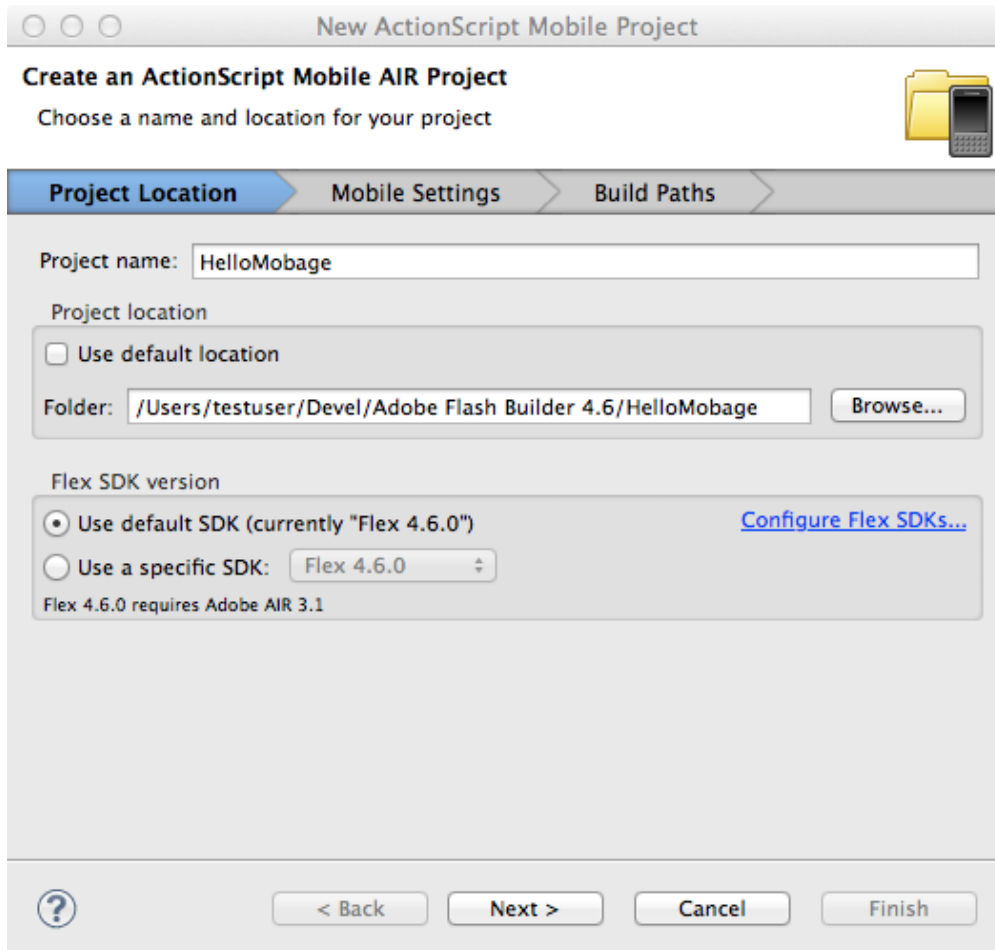 New ActionScript Mobile Project
Create an ActionScript Mobile AIR Project
Choose a name and location for your project
Project Location Mobile Settings Build Paths
Project name: HelloMobage
Project location
Use default location
Folder: /Users/testuser/Devel/Adobe Flash Builder 4.6/HelloMobage Browse...
Flex SDK version
Use default SDK (currently "Flex 4.6.0") Configure Flex SDKs...
Use a specific SDK: Flex 4.6.0
Flex 4.6.0 requires Adobe AIR 3.1
? < Back Next > Cancel Finish